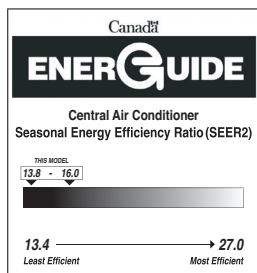 Canada
ENERGUIDE
Central Air Conditioner
Seasonal Energy Efficiency Ratio (SEER2)
THIS MODEL
13.8 - 16.0
13.4 27.0
Least Efficient Most Efficient